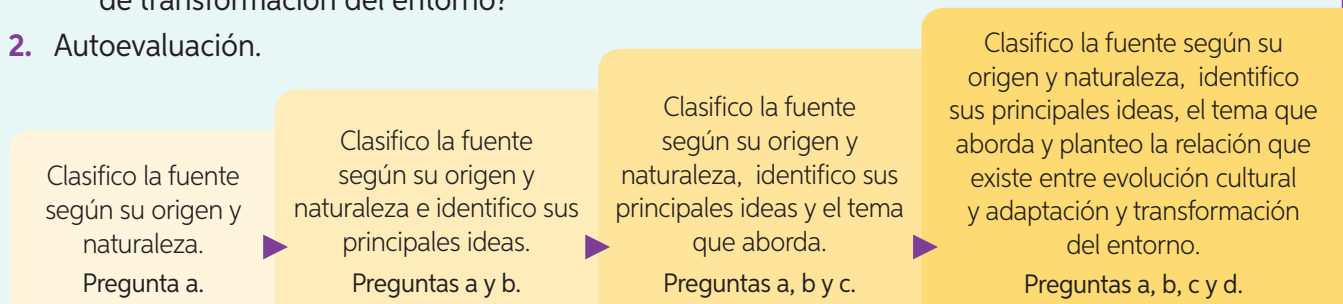 de transformación del entorno?
2. Autoevaluación.
Clasifico la fuente
según su origen y
naturaleza.
Pregunta a.
Clasifico la fuente
según su origen y
naturaleza e identifico sus
principales ideas.
Preguntas a y b.
Clasifico la fuente
según su origen y
naturaleza, identifico sus
principales ideas y el tema
que aborda.
Preguntas a, b y c.
Clasifico la fuente según su
origen y naturaleza, identifico
sus principales ideas, el tema que
aborda y planteo la relación que
existe entre evolución cultural
y adaptación y transformación
del entorno.
Preguntas a, b, c y d.